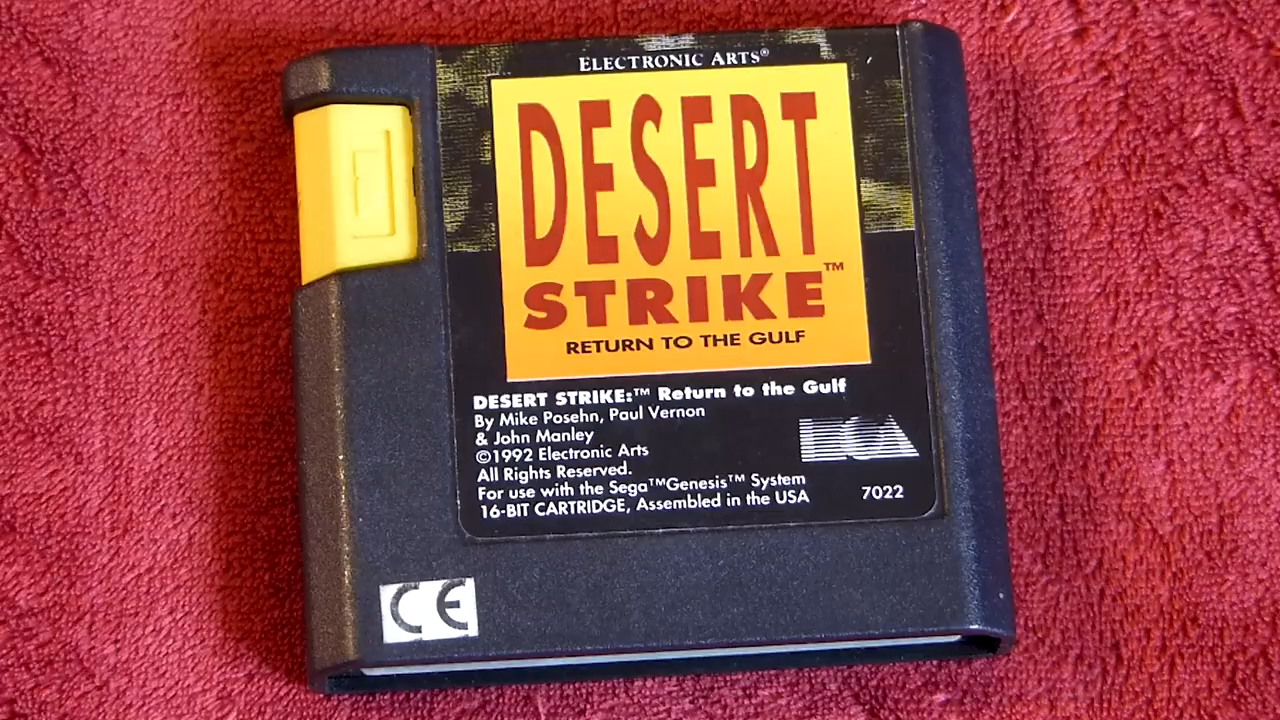 ELECTRONIC ARTS®
DESERT
STRIKE™
RETURN TO THE GULF
DESERT STRIKE:™ Return to the Gulf
By Mike Posehn, Paul Vernon
& John Manley
©1992 Electronic Arts
All Rights Reserved.
For use with the Sega™Genesis™ System
16-BIT CARTRIDGE, Assembled in the USA
EA
7022
CE